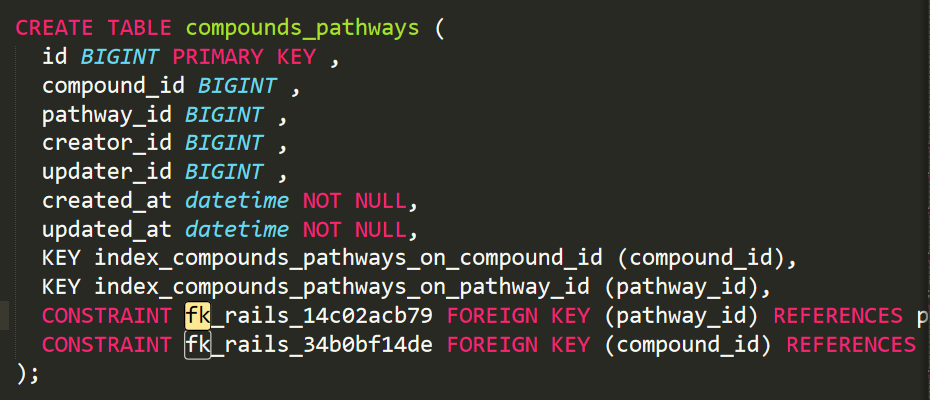 CREATE TABLE compounds_pathways (
id BIGINT PRIMARY KEY ,
compound_id BIGINT ,
pathway_id BIGINT ,
creator_id BIGINT ,
updater_id BIGINT ,
created_at datetime NOT NULL,
updated_at datetime NOT NULL,
KEY index_compounds_pathways_on_compound_id (compound_id),
KEY index_compounds_pathways_on_pathway_id (pathway_id),
CONSTRAINT fk_rails_14c02acb79 FOREIGN KEY (pathway_id) REFERENCES p
CONSTRAINT fk_rails_34b0bf14de FOREIGN KEY (compound_id) REFERENCES
);